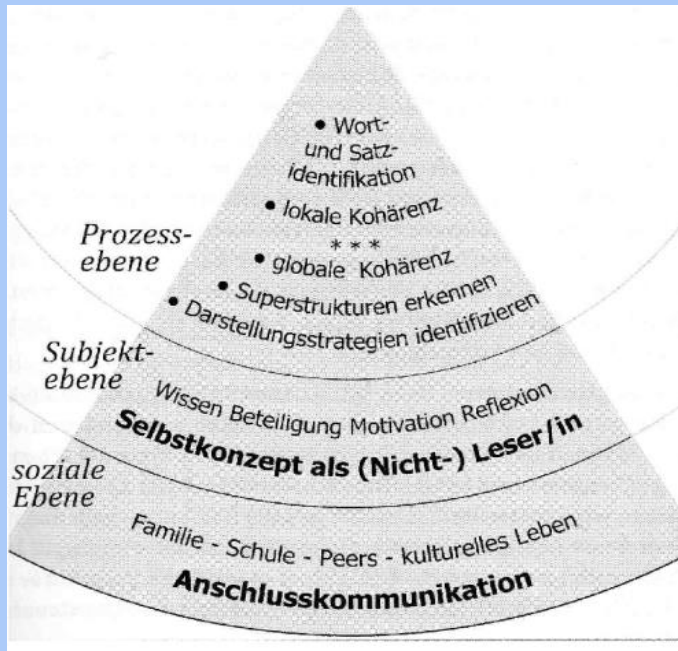 • Wort-
und Satz-
identifikation
• lokale Kohärenz
* * *
• globale Kohärenz
• Superstrukturen erkennen
• Darstellungsstrategien identifizieren
Prozess-
ebene
Wissen Beteiligung Motivation Reflexion
Selbstkonzept als (Nicht-) Leser/in
Subjekt-
ebene
Familie - Schule - Peers - kulturelles Leben
Anschlusskommunikation
soziale
Ebene